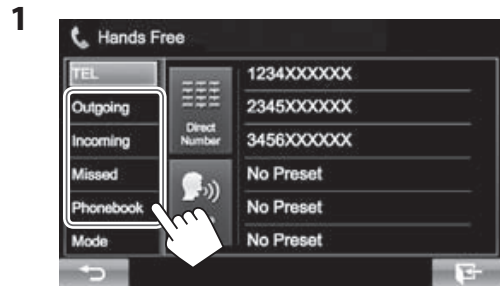 1
Hands Free
TEL
Outgoing
Incoming
Missed
Phonebook
Mode
Direct
Number
1234XXXXXX
2345XXXXXX
3456XXXXXX
No Preset
No Preset
No Preset